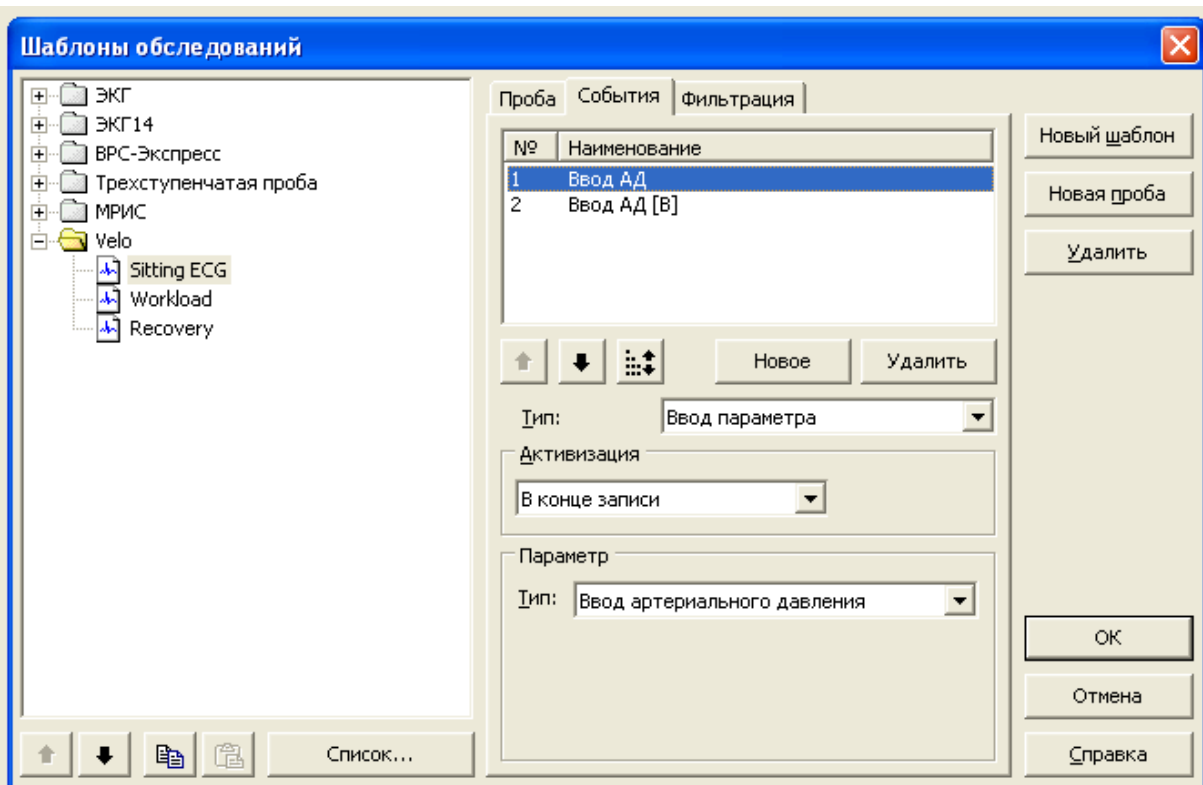 Шаблоны обследований
ЭКГ
ЭКГ14
ВРС-Экспресс
Трехступенчатая проба
МРИС
Velo
Sitting ECG
Workload
Recovery
Список...
Проба События Фильтрация
№ Наименование
1 Ввод АД
2 Ввод АД [В]
Новое Удалить
Тип: Ввод параметра
Активизация
В конце записи
Параметр
Тип: Ввод артериального давления
Новый шаблон
Новая проба
Удалить
ОК
Отмена
Справка